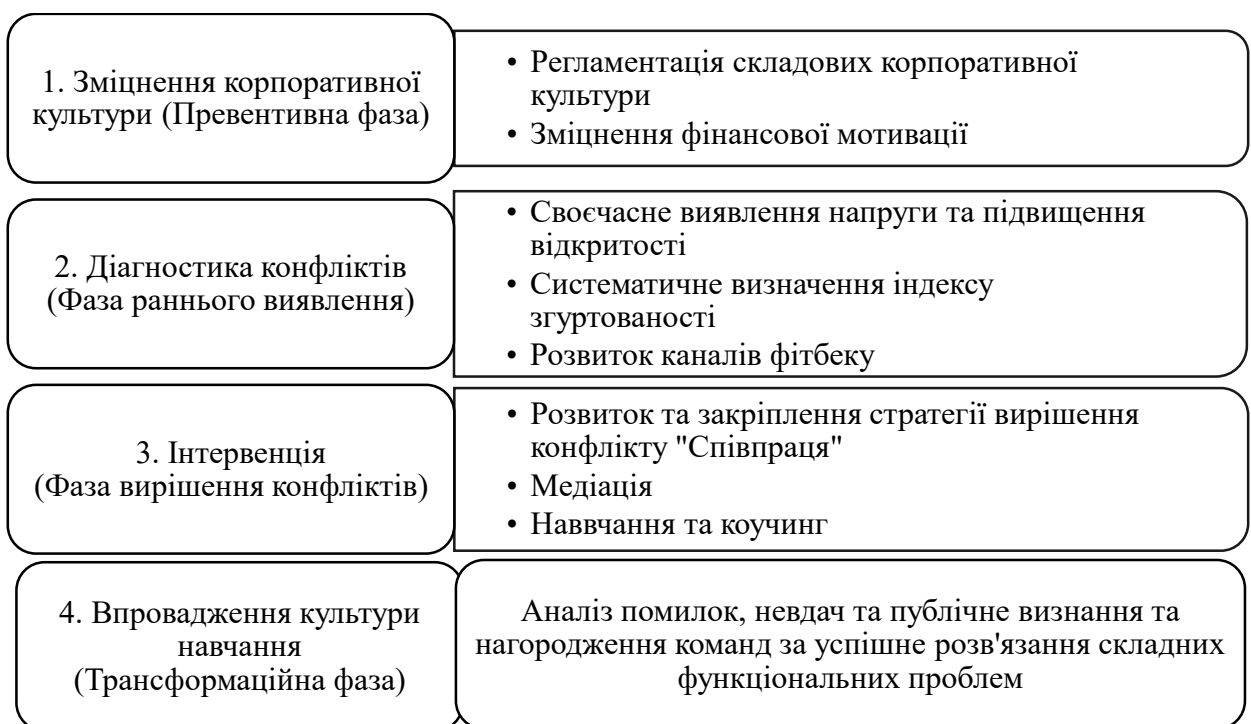 1. Зміцнення корпоративної
культури (Превентивна фаза)
• Регламентація складових корпоративної
культури
• Зміцнення фінансової мотивації
2. Діагностика конфліктів
(Фаза раннього виявлення)
• Своєчасне виявлення напруги та підвищення
відкритості
• Систематичне визначення індексу
згуртованості
• Розвиток каналів фітбеку
3. Інтервенція
(Фаза вирішення конфліктів)
• Розвиток та закріплення стратегії вирішення
конфлікту "Співпраця"
• Медіація
• Наввчання та коучинг
4. Впровадження культури
навчання
(Трансформаційна фаза)
Аналіз помилок, невдач та публічне визнання та
нагородження команд за успішне розв'язання складних
функціональних проблем